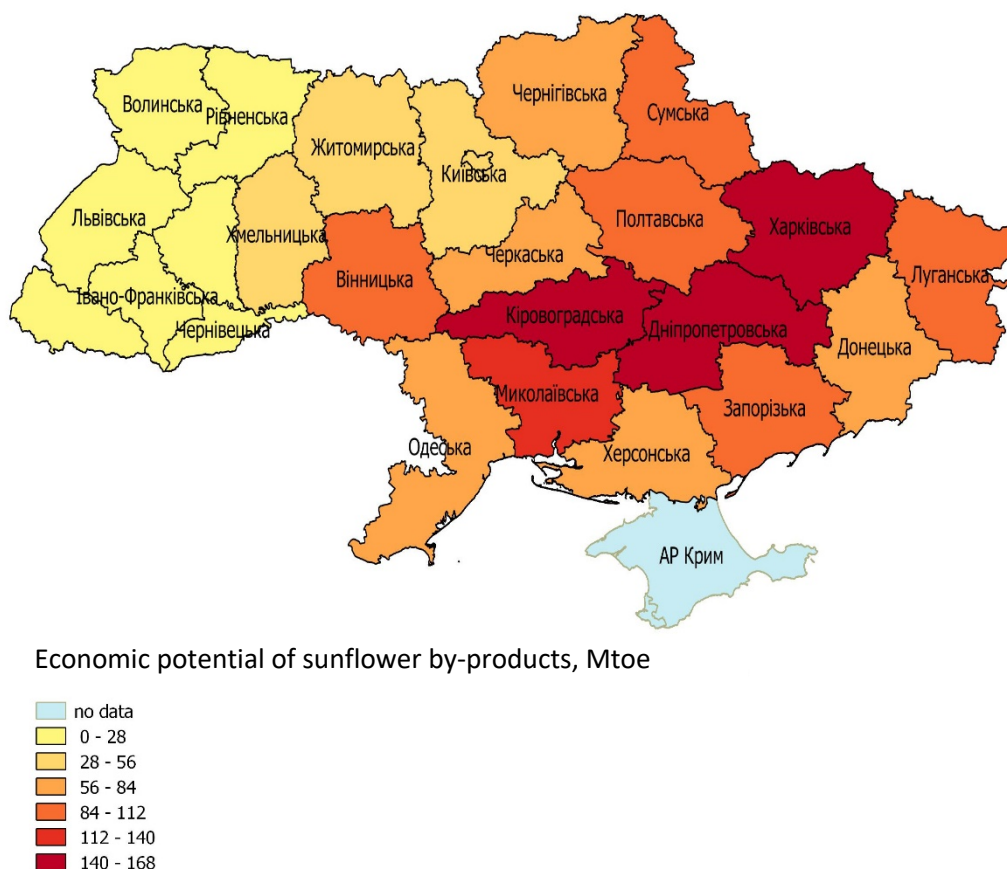 Волинська
Рівненська
Житомирська
Київська
Чернігівська
Сумська
Львівська
Хмельницька
Вінницька
Черкаська
Полтавська
Харківська
Луганська
Івано-Франківська
Чернівецька
Кіровоградська
Дніпропетровська
Донецька
Миколаївська
Запорізька
Одеська
Херсонська
АР Крим
Economic potential of sunflower by-products, Mtoe
no data
0 - 28
28 - 56
56 - 84
84 - 112
112 - 140
140 - 168